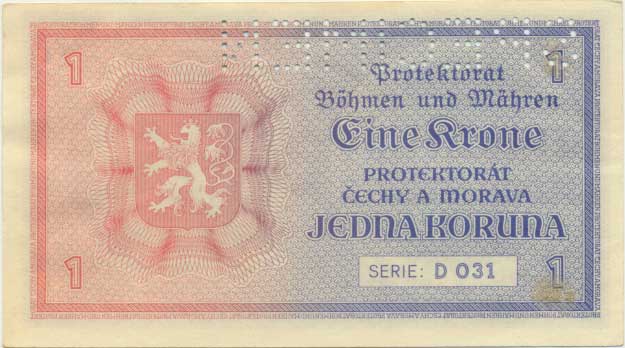 1
1
Protektorat
Böhmen und Mähren
Eine Krone
PROTEKTORÁT
ČECHY A MORAVA
JEDNA KORUNA
SERIE: D 031
1
1